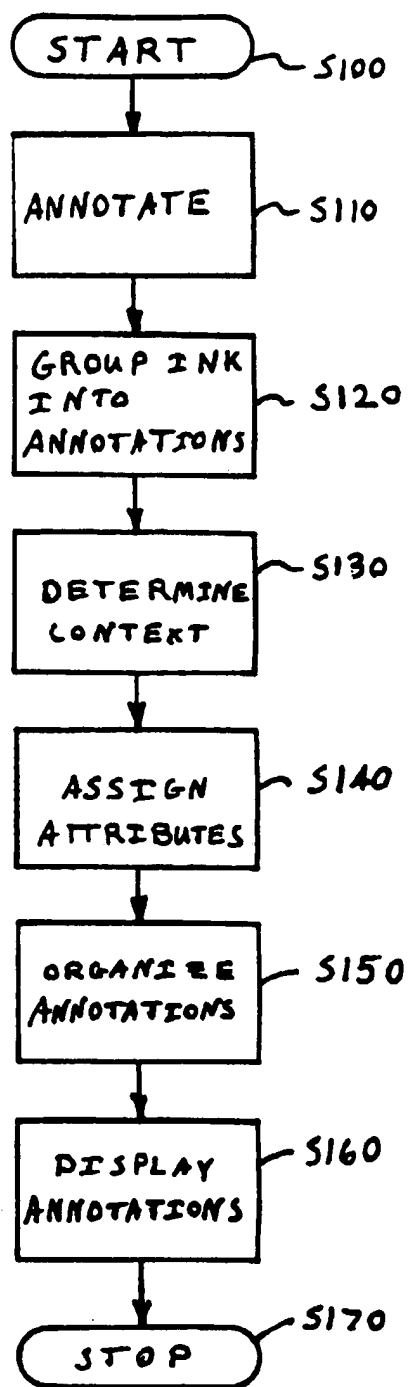 START
S100
ANNOTATE
S110
GROUP INK
INTO
ANNOTATIONS
S120
DETERMINE
CONTEXT
S130
ASSIGN
ATTRIBUTES
S140
ORGANIZE
ANNOTATIONS
S150
DISPLAY
ANNOTATIONS
S160
STOP
S170